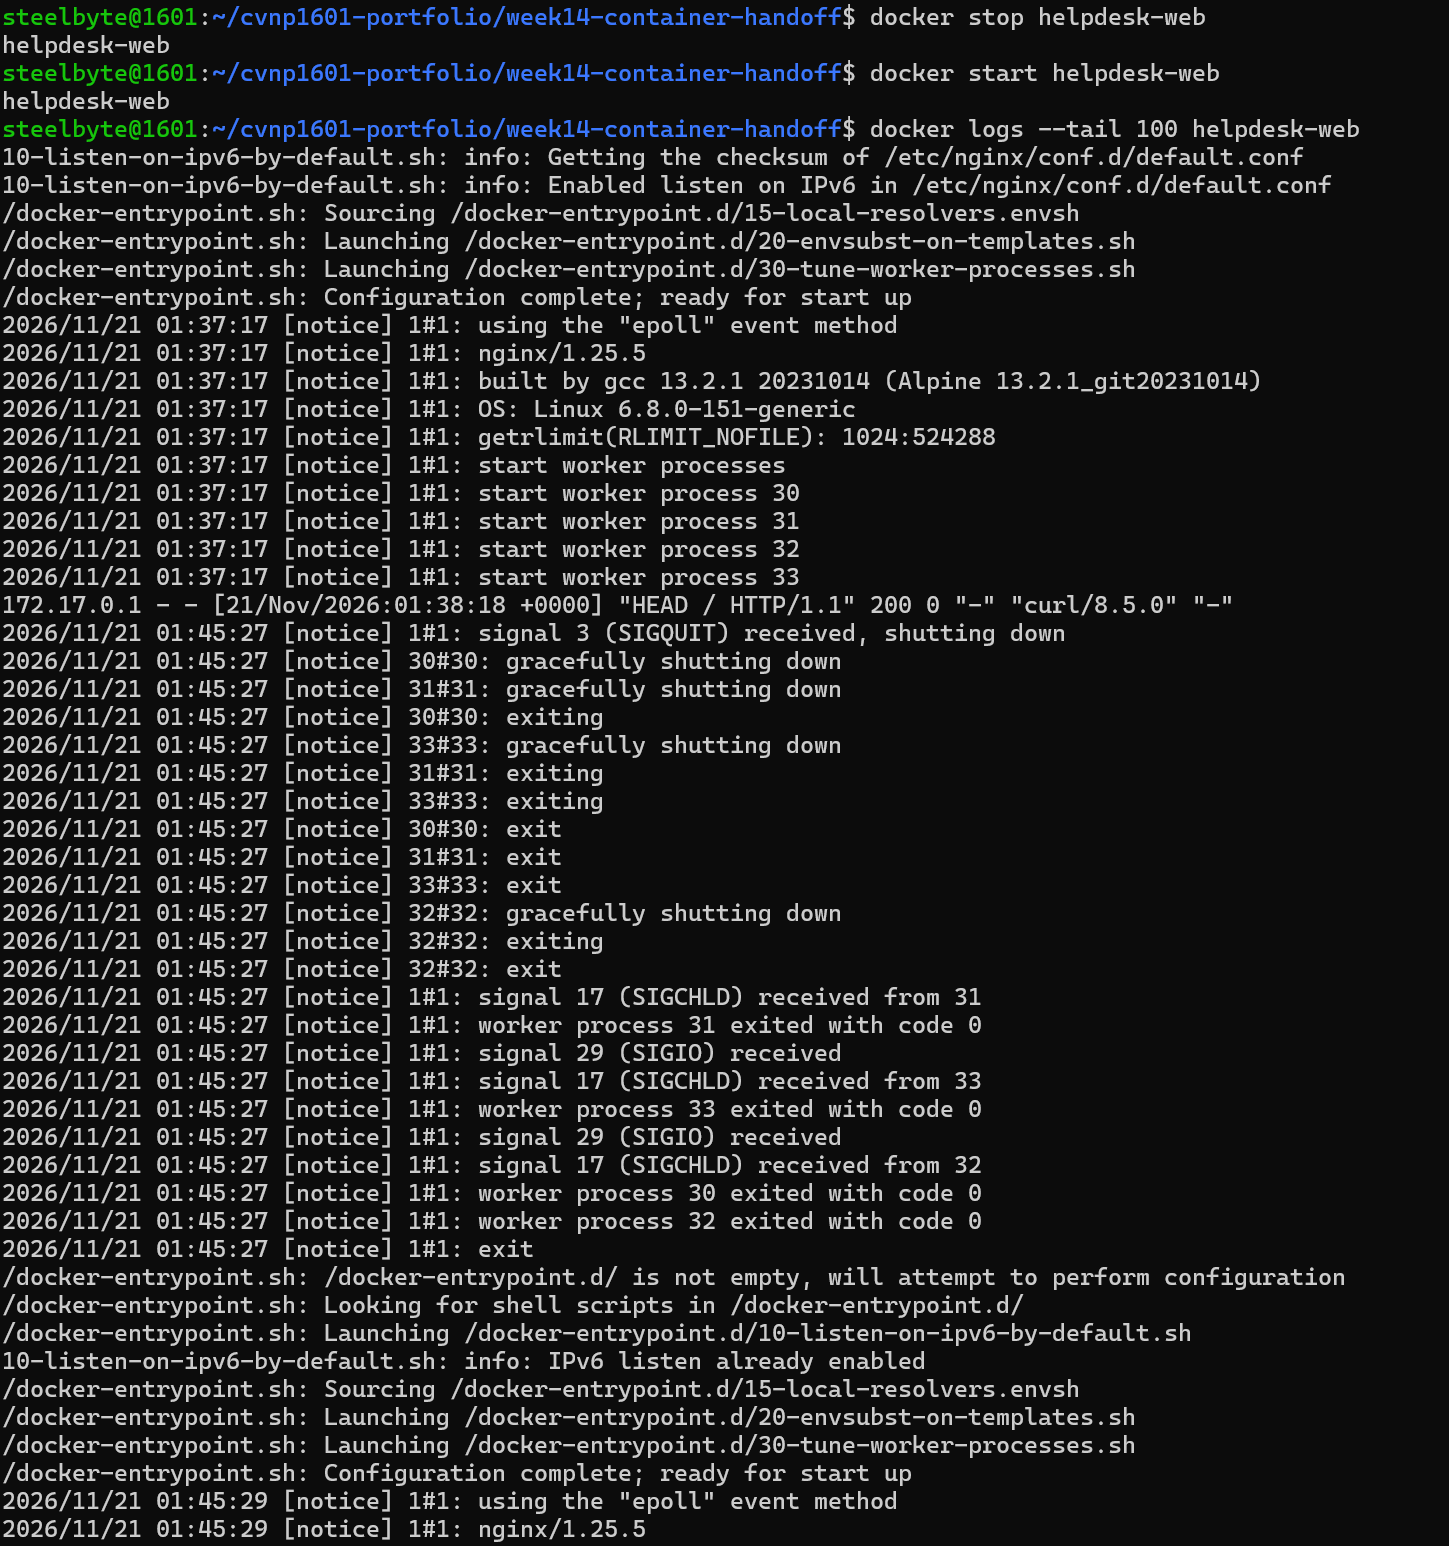 steelbyte@1601:~/cvnp1601-portfolio/week14-container-handoff$ docker stop helpdesk-web
helpdesk-web
steelbyte@1601:~/cvnp1601-portfolio/week14-container-handoff$ docker start helpdesk-web
helpdesk-web
steelbyte@1601:~/cvnp1601-portfolio/week14-container-handoff$ docker logs --tail 100 helpdesk-web
10-listen-on-ipv6-by-default.sh: info: Getting the checksum of /etc/nginx/conf.d/default.conf
10-listen-on-ipv6-by-default.sh: info: Enabled listen on IPv6 in /etc/nginx/conf.d/default.conf
/docker-entrypoint.sh: Sourcing /docker-entrypoint.d/15-local-resolvers.envsh
/docker-entrypoint.sh: Launching /docker-entrypoint.d/20-envsubst-on-templates.sh
/docker-entrypoint.sh: Launching /docker-entrypoint.d/30-tune-worker-processes.sh
/docker-entrypoint.sh: Configuration complete; ready for start up
2026/11/21 01:37:17 [notice] 1#1: using the "epoll" event method
2026/11/21 01:37:17 [notice] 1#1: nginx/1.25.5
2026/11/21 01:37:17 [notice] 1#1: built by gcc 13.2.1 20231014 (Alpine 13.2.1_git20231014)
2026/11/21 01:37:17 [notice] 1#1: OS: Linux 6.8.0-151-generic
2026/11/21 01:37:17 [notice] 1#1: getrlimit(RLIMIT_NOFILE): 1024:524288
2026/11/21 01:37:17 [notice] 1#1: start worker processes
2026/11/21 01:37:17 [notice] 1#1: start worker process 30
2026/11/21 01:37:17 [notice] 1#1: start worker process 31
2026/11/21 01:37:17 [notice] 1#1: start worker process 32
2026/11/21 01:37:17 [notice] 1#1: start worker process 33
172.17.0.1 - - [21/Nov/2026:01:38:18 +0000] "HEAD / HTTP/1.1" 200 0 "-" "curl/8.5.0" "-"
2026/11/21 01:45:27 [notice] 1#1: signal 3 (SIGQUIT) received, shutting down
2026/11/21 01:45:27 [notice] 30#30: gracefully shutting down
2026/11/21 01:45:27 [notice] 31#31: gracefully shutting down
2026/11/21 01:45:27 [notice] 30#30: exiting
2026/11/21 01:45:27 [notice] 33#33: gracefully shutting down
2026/11/21 01:45:27 [notice] 31#31: exiting
2026/11/21 01:45:27 [notice] 33#33: exiting
2026/11/21 01:45:27 [notice] 30#30: exit
2026/11/21 01:45:27 [notice] 31#31: exit
2026/11/21 01:45:27 [notice] 33#33: exit
2026/11/21 01:45:27 [notice] 32#32: gracefully shutting down
2026/11/21 01:45:27 [notice] 32#32: exiting
2026/11/21 01:45:27 [notice] 32#32: exit
2026/11/21 01:45:27 [notice] 1#1: signal 17 (SIGCHLD) received from 31
2026/11/21 01:45:27 [notice] 1#1: worker process 31 exited with code 0
2026/11/21 01:45:27 [notice] 1#1: signal 29 (SIGIO) received
2026/11/21 01:45:27 [notice] 1#1: signal 17 (SIGCHLD) received from 33
2026/11/21 01:45:27 [notice] 1#1: worker process 33 exited with code 0
2026/11/21 01:45:27 [notice] 1#1: signal 29 (SIGIO) received
2026/11/21 01:45:27 [notice] 1#1: signal 17 (SIGCHLD) received from 32
2026/11/21 01:45:27 [notice] 1#1: worker process 30 exited with code 0
2026/11/21 01:45:27 [notice] 1#1: worker process 32 exited with code 0
2026/11/21 01:45:27 [notice] 1#1: exit
/docker-entrypoint.sh: /docker-entrypoint.d/ is not empty, will attempt to perform configuration
/docker-entrypoint.sh: Looking for shell scripts in /docker-entrypoint.d/
/docker-entrypoint.sh: Launching /docker-entrypoint.d/10-listen-on-ipv6-by-default.sh
10-listen-on-ipv6-by-default.sh: info: IPv6 listen already enabled
/docker-entrypoint.sh: Sourcing /docker-entrypoint.d/15-local-resolvers.envsh
/docker-entrypoint.sh: Launching /docker-entrypoint.d/20-envsubst-on-templates.sh
/docker-entrypoint.sh: Launching /docker-entrypoint.d/30-tune-worker-processes.sh
/docker-entrypoint.sh: Configuration complete; ready for start up
2026/11/21 01:45:29 [notice] 1#1: using the "epoll" event method
2026/11/21 01:45:29 [notice] 1#1: nginx/1.25.5